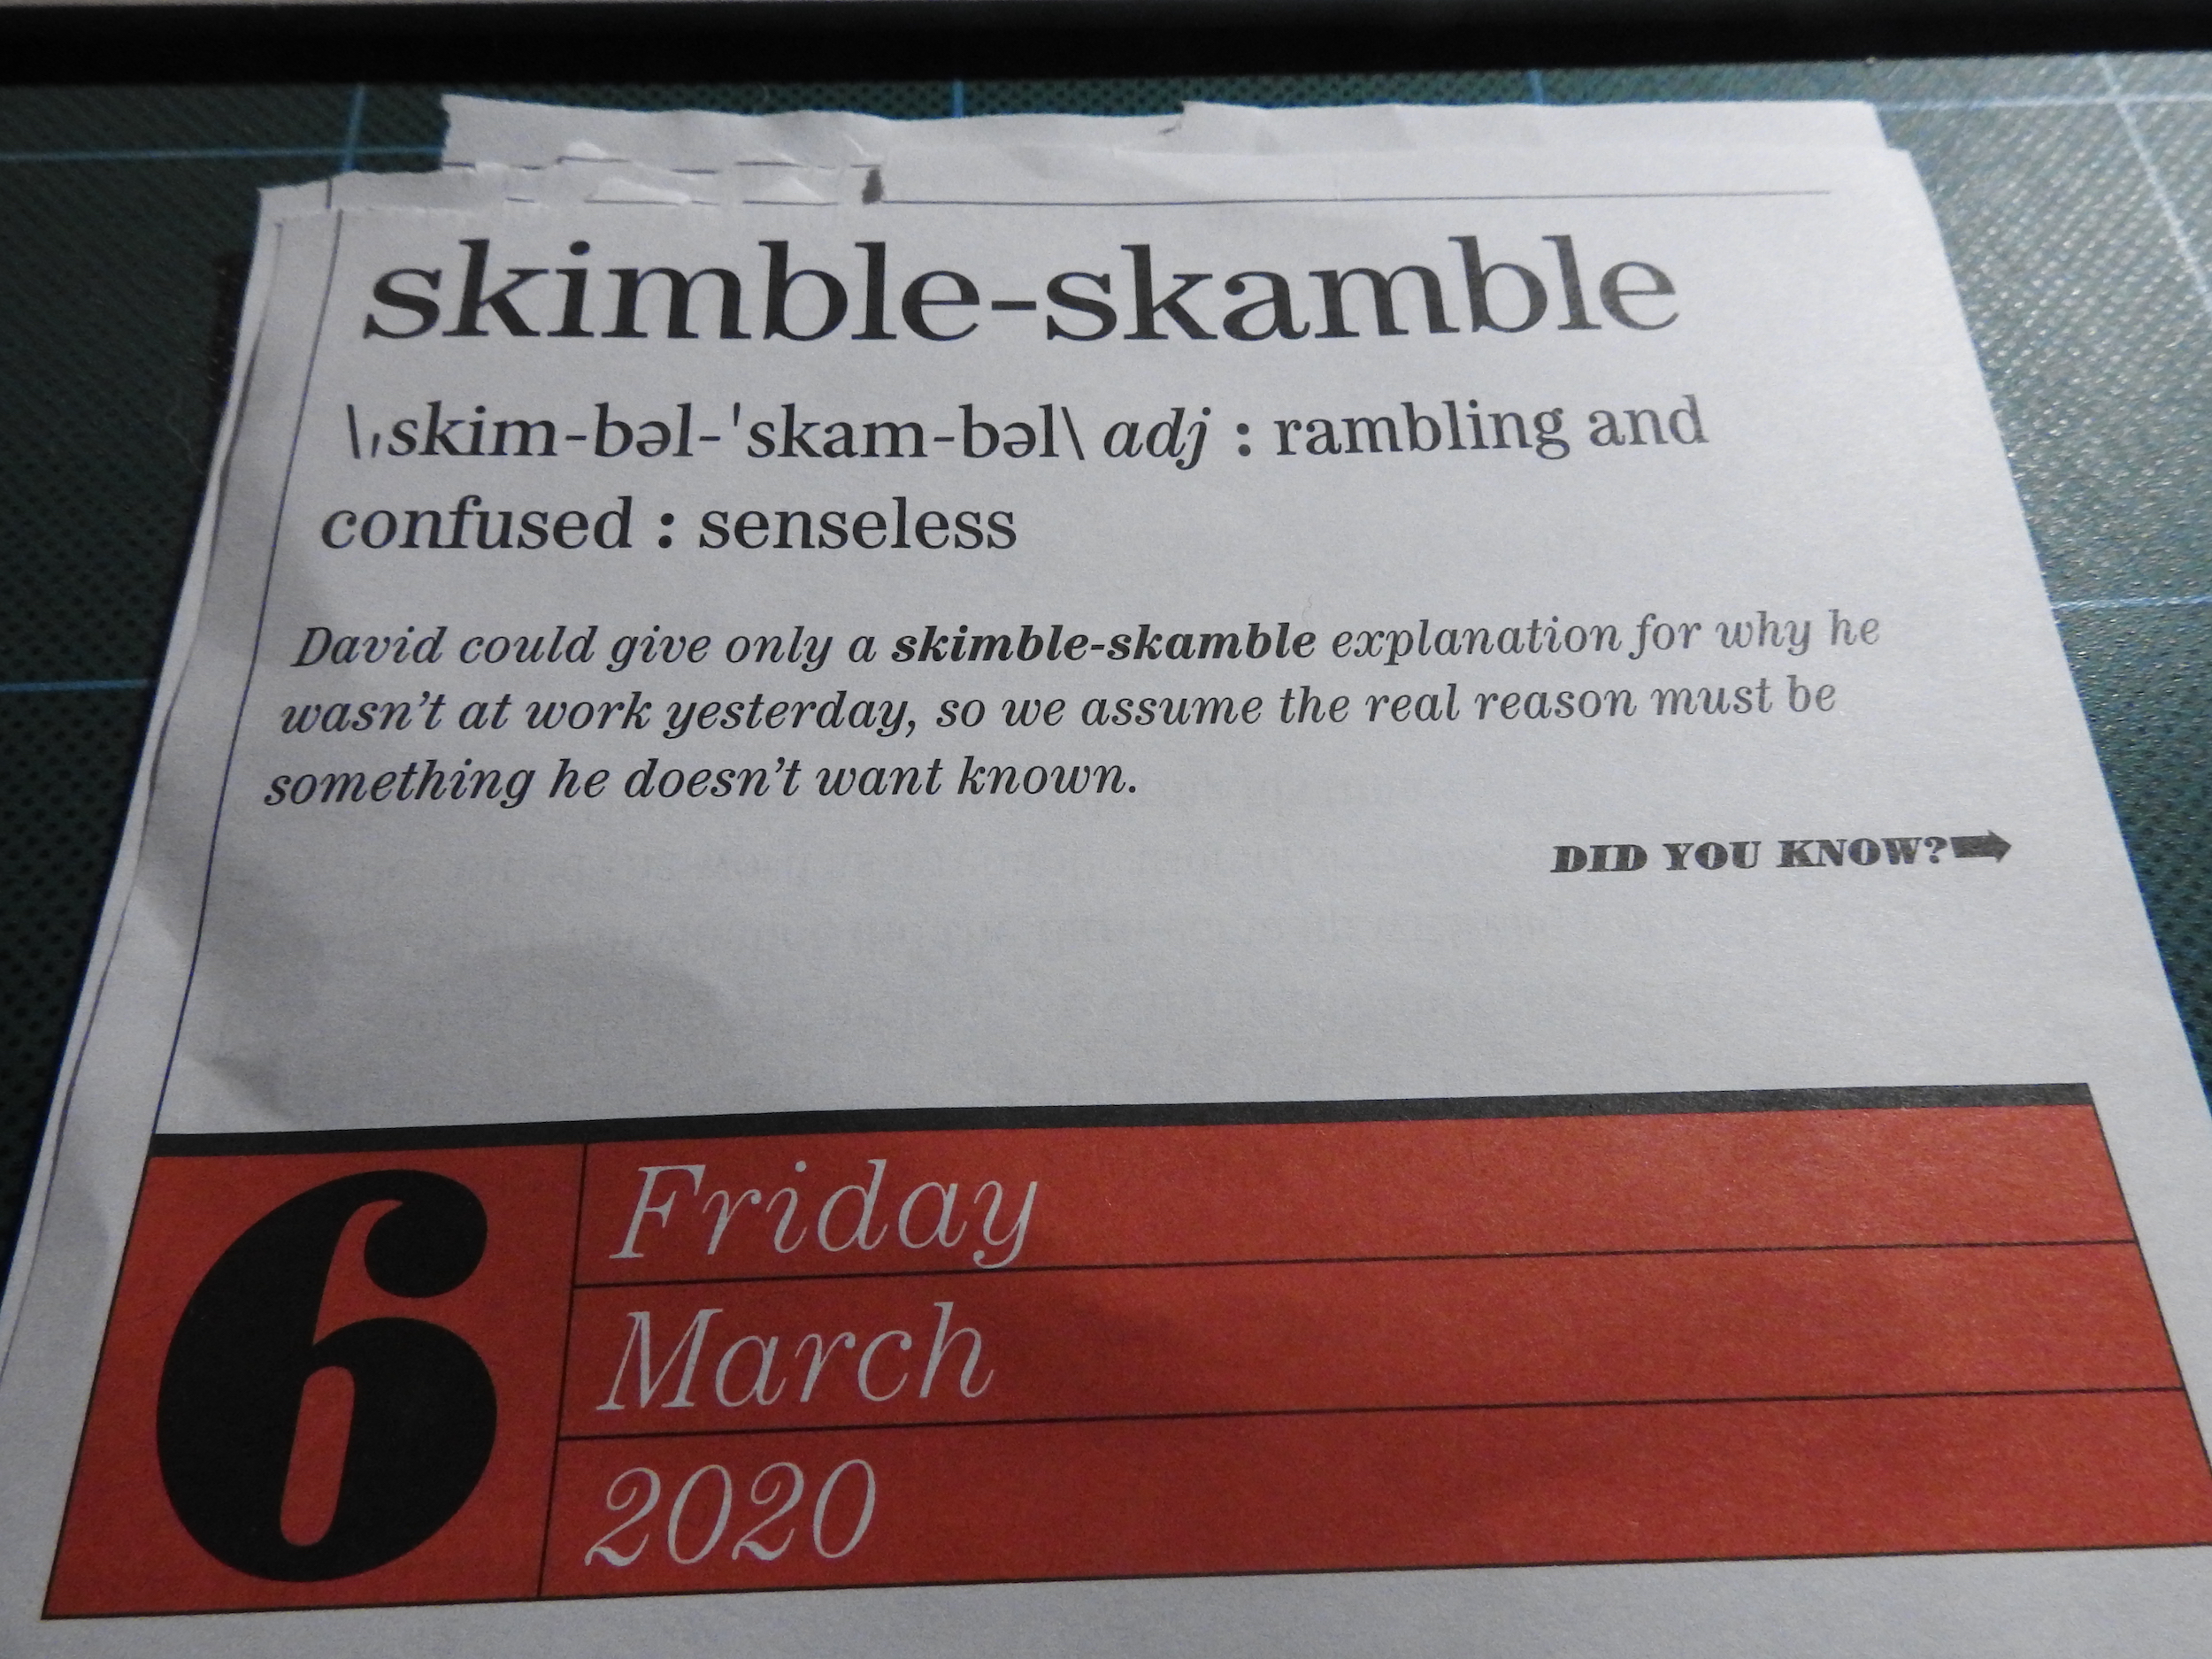 skimble-skamble
\ˌskim-bəl-ˈskam-bəl\ adj : rambling and
confused : senseless
David could give only a skimble-skamble explanation for why he
wasn't at work yesterday, so we assume the real reason must be
something he doesn't want known.
DID YOU KNOW?➡
6
Friday
March
2020